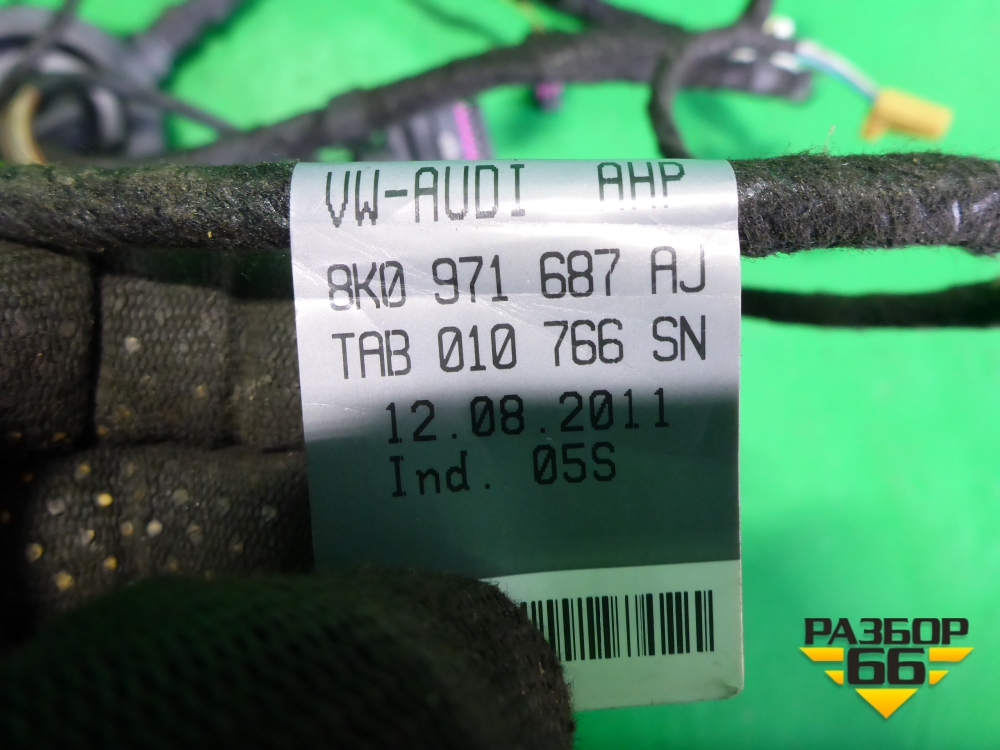 VW-AUDI AHP
8K0 971 687 AJ
TAB 010 766 SN
12.08.2011
Ind. 05S
РАЗБОР
66